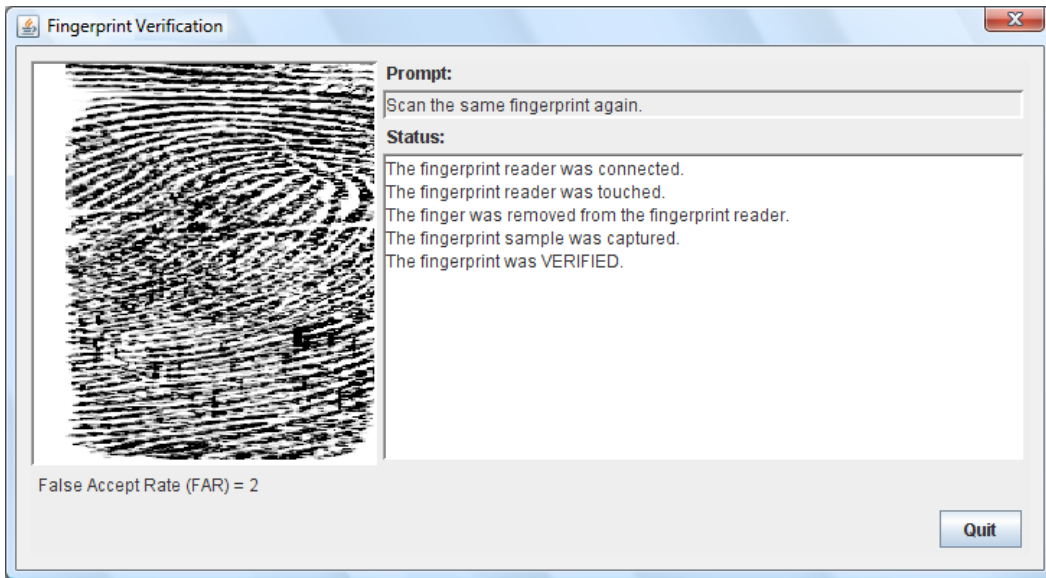 Fingerprint Verification
Prompt:
Scan the same fingerprint again.
Status:
The fingerprint reader was connected.
The fingerprint reader was touched.
The finger was removed from the fingerprint reader.
The fingerprint sample was captured.
The fingerprint was VERIFIED.
False Accept Rate (FAR) = 2
Quit